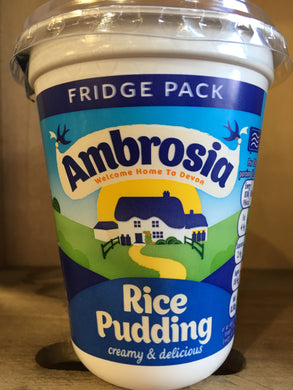 FRIDGE PACK
Ambrosia
Welcome Home To Devon
Rice
Pudding
creamy & delicious